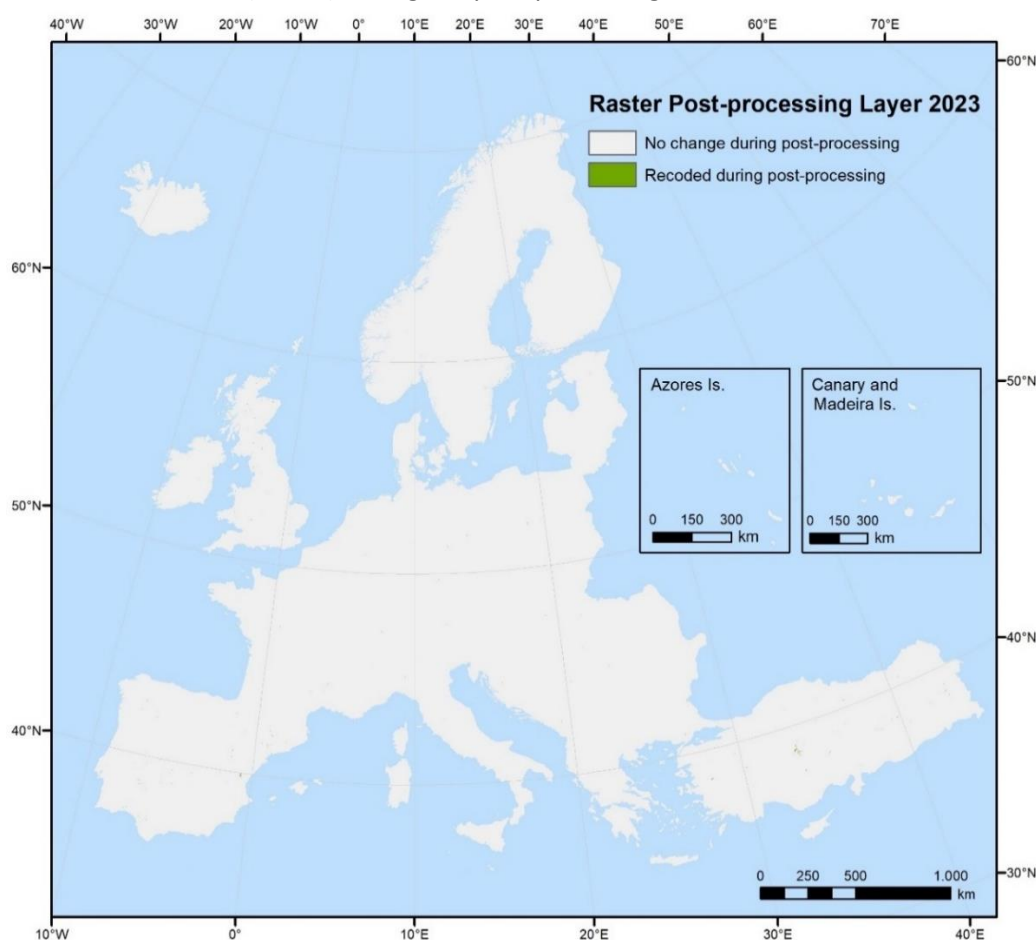 40°W 30°W 20°W 10°W 0° 10°E 20°E 30°E 40°E 50°E 60°E 70°E
60°N
Raster Post-processing Layer 2023
No change during post-processing
Recoded during post-processing
60°N
50°N
Azores Is.
Canary and
Madeira Is.
50°N
0 150 300
km
0 150 300
km
40°N
40°N
0 250 500 1.000
km
30°N
10°W 0° 10°E 20°E 30°E 40°E